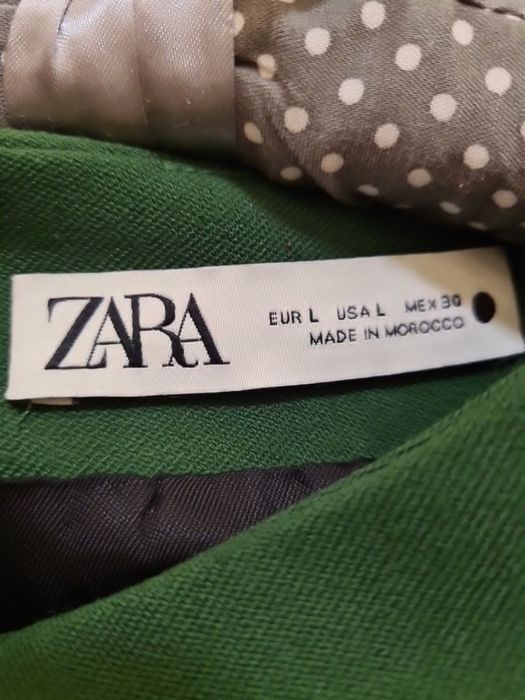 ZARA
EUR L USA L MEX 30
MADE IN MOROCCO